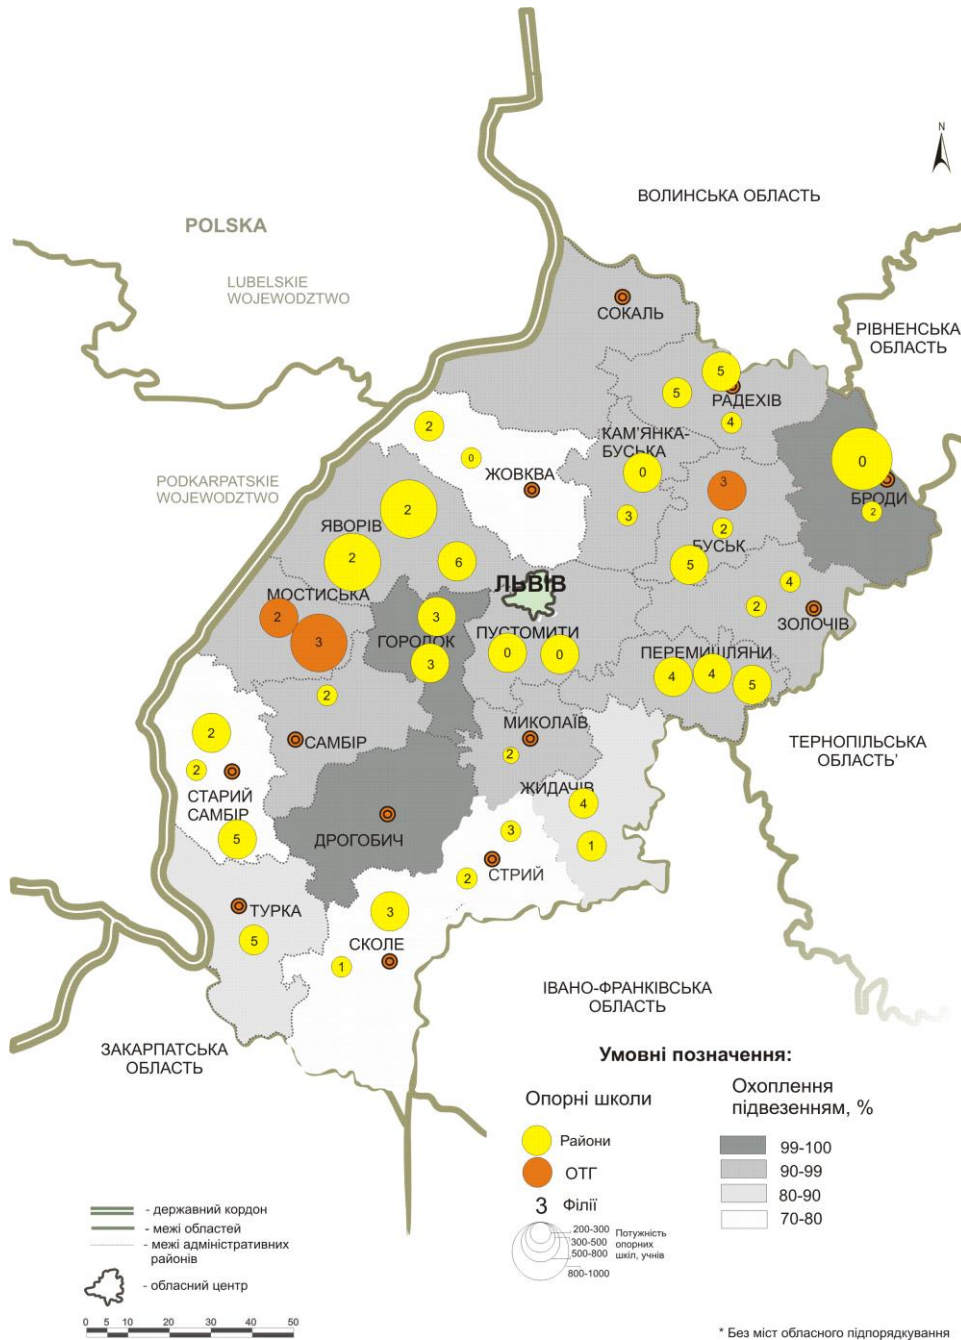 N
ВОЛИНСЬКА ОБЛАСТЬ
POLSKA
LUBELSKIE
WOJEWODZTWO
СОКАЛЬ
РІВНЕНСЬКА
ОБЛАСТЬ
5
5
РАДЕХІВ
4
2
КАМ'ЯНКА-
БУСЬКА
0
ЖОВКВА
0
3
0
БРОДИ
2
PODKARPATSKIE
WOJEWODZTWO
2
ЯВОРІВ
3
2
БУСЬК
2
6
5
ЛЬВІВ
4
МОСТИСЬКА
2
3
2
ЗОЛОЧІВ
3
ГОРОДОК
ПУСТОМИТИ
3
0
0
ПЕРЕМИШЛЯНИ
4
4
5
2
2
САМБІР
МИКОЛАЇВ
2
ТЕРНОПІЛЬСЬКА
ОБЛАСТЬ'
2
СТАРИЙ
САМБІР
ЖИДАЧІВ
4
5
ДРОГОБИЧ
3
1
СТРИЙ
2
ТУРКА
3
5
СКОЛЕ
1
ІВАНО-ФРАНКІВСЬКА
ОБЛАСТЬ
ЗАКАРПАТСЬКА
ОБЛАСТЬ
Умовні позначення:
Опорні школи
Райони
ОТГ
3 Філії
200-300
300-500
500-800
800-1000
Потужність
опорних
шкіл, учнів
Охоплення
підвезенням, %
99-100
90-99
80-90
70-80
- державний кордон
- межі областей
- межі адміністративних
районів
- обласний центр
0 5 10 20 30 40 50
* Без міст обласного підпорядкування